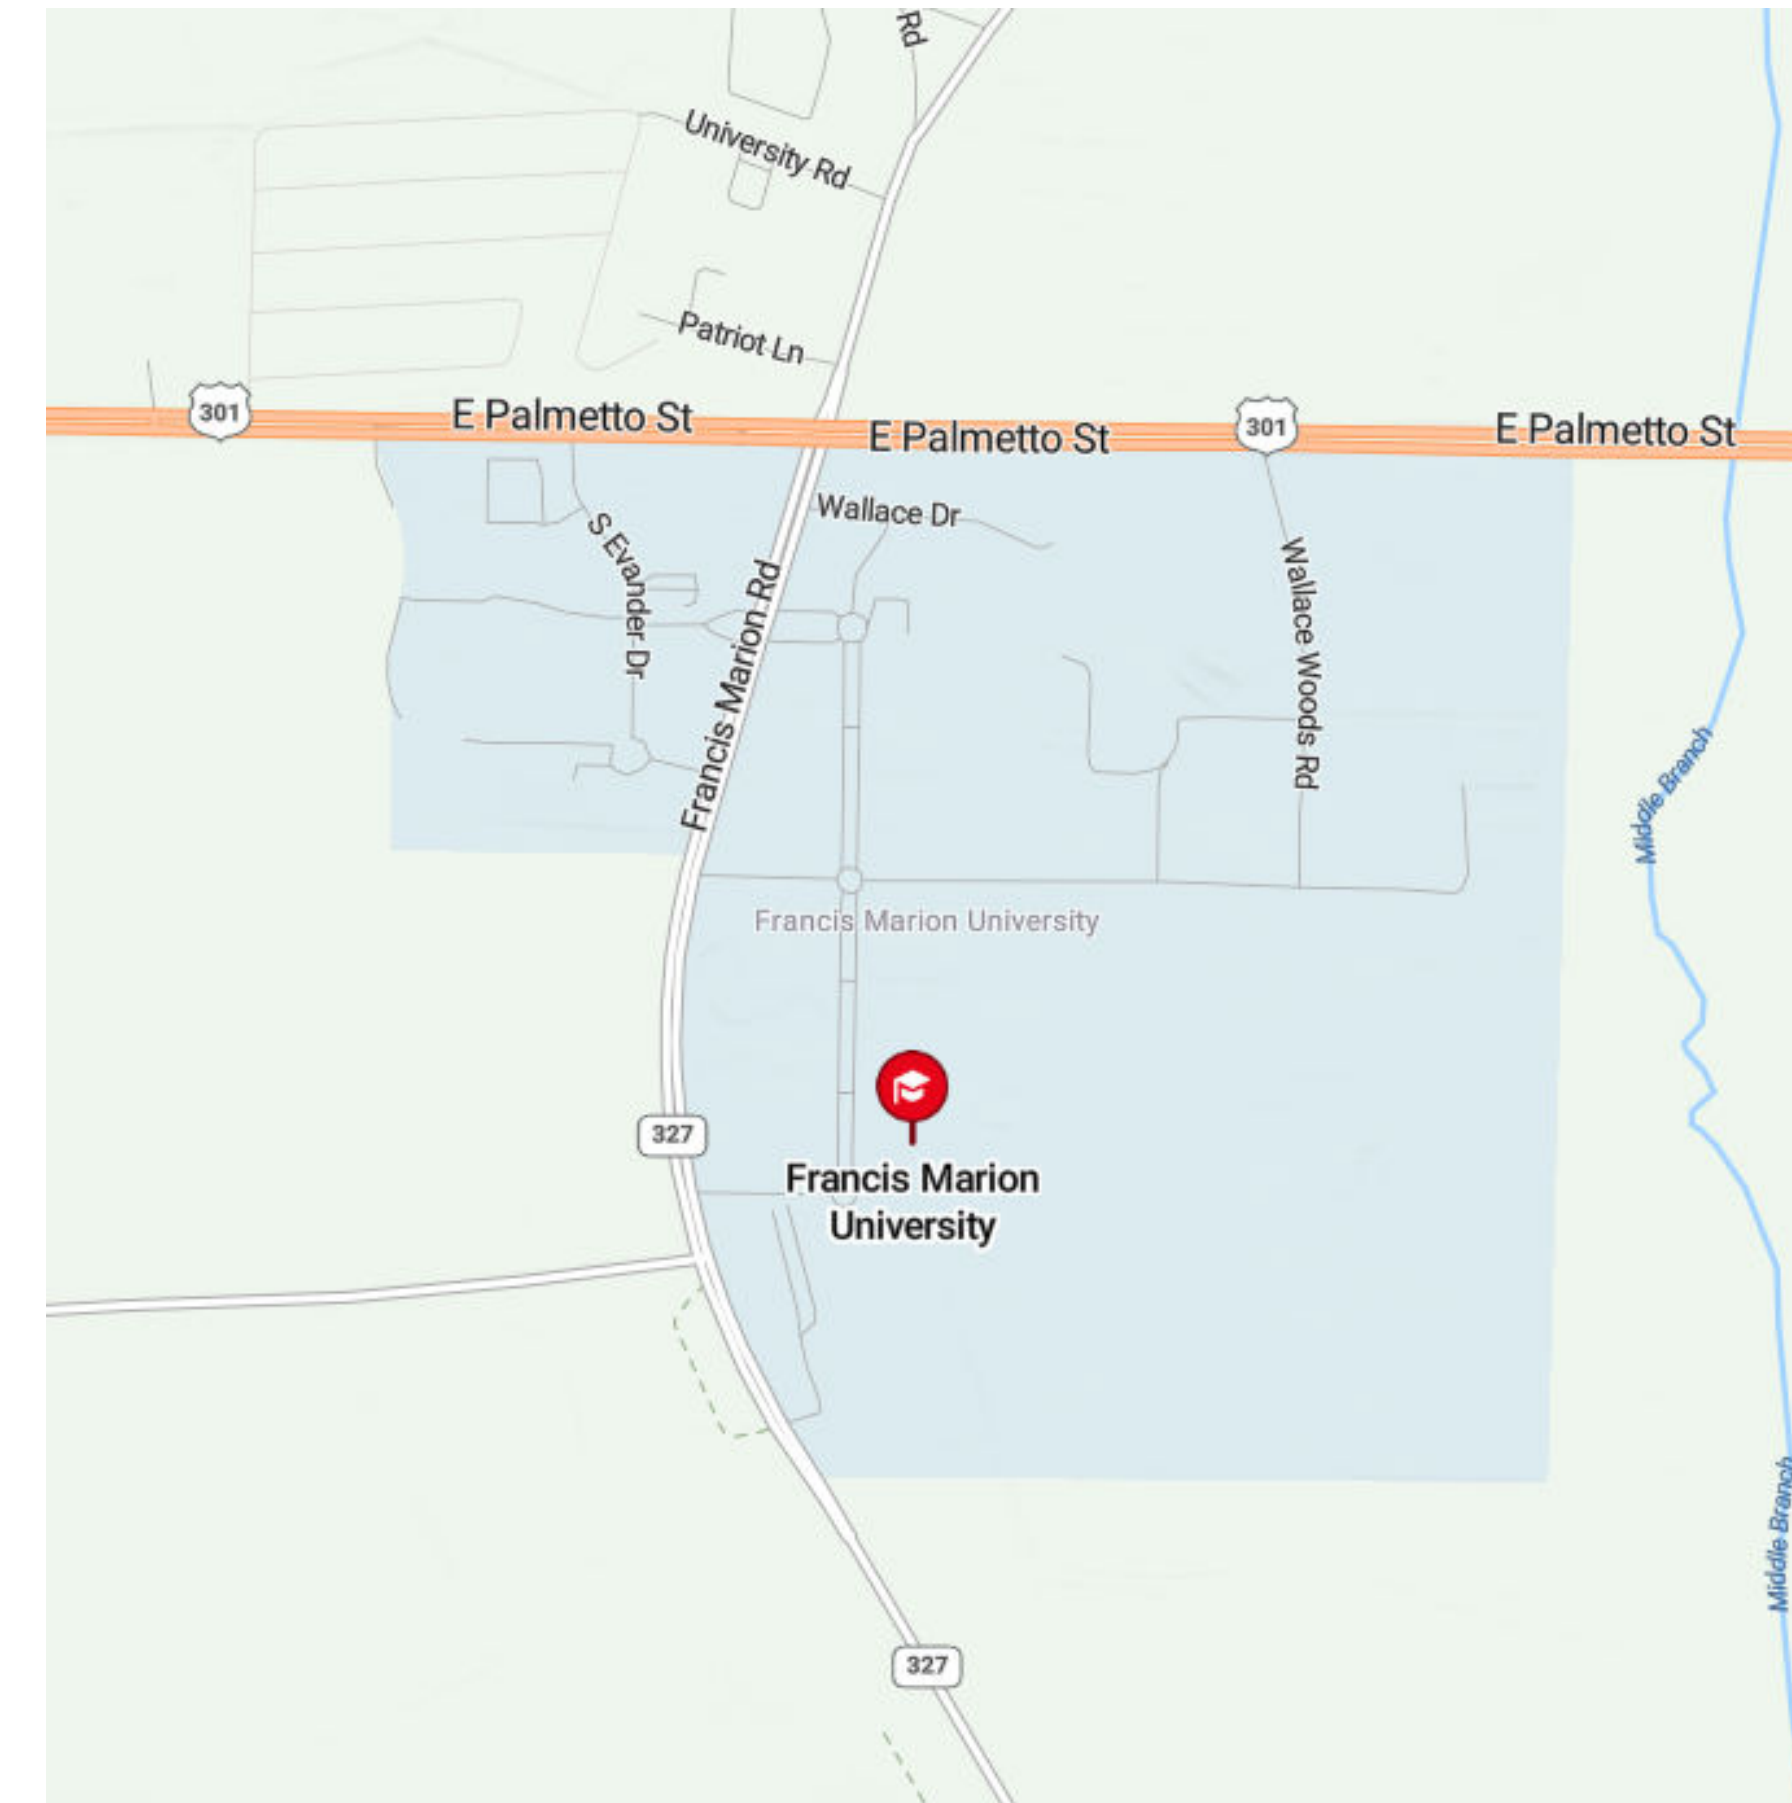 Rd
University Rd
Patriot Ln
301
E Palmetto St
E Palmetto St
301
E Palmetto St
Wallace Dr
S Evander Dr
Francis Marion Rd
Wallace Woods Rd
Middle Branch
Francis Marion University
327
Francis Marion
University
Middle Branch
327